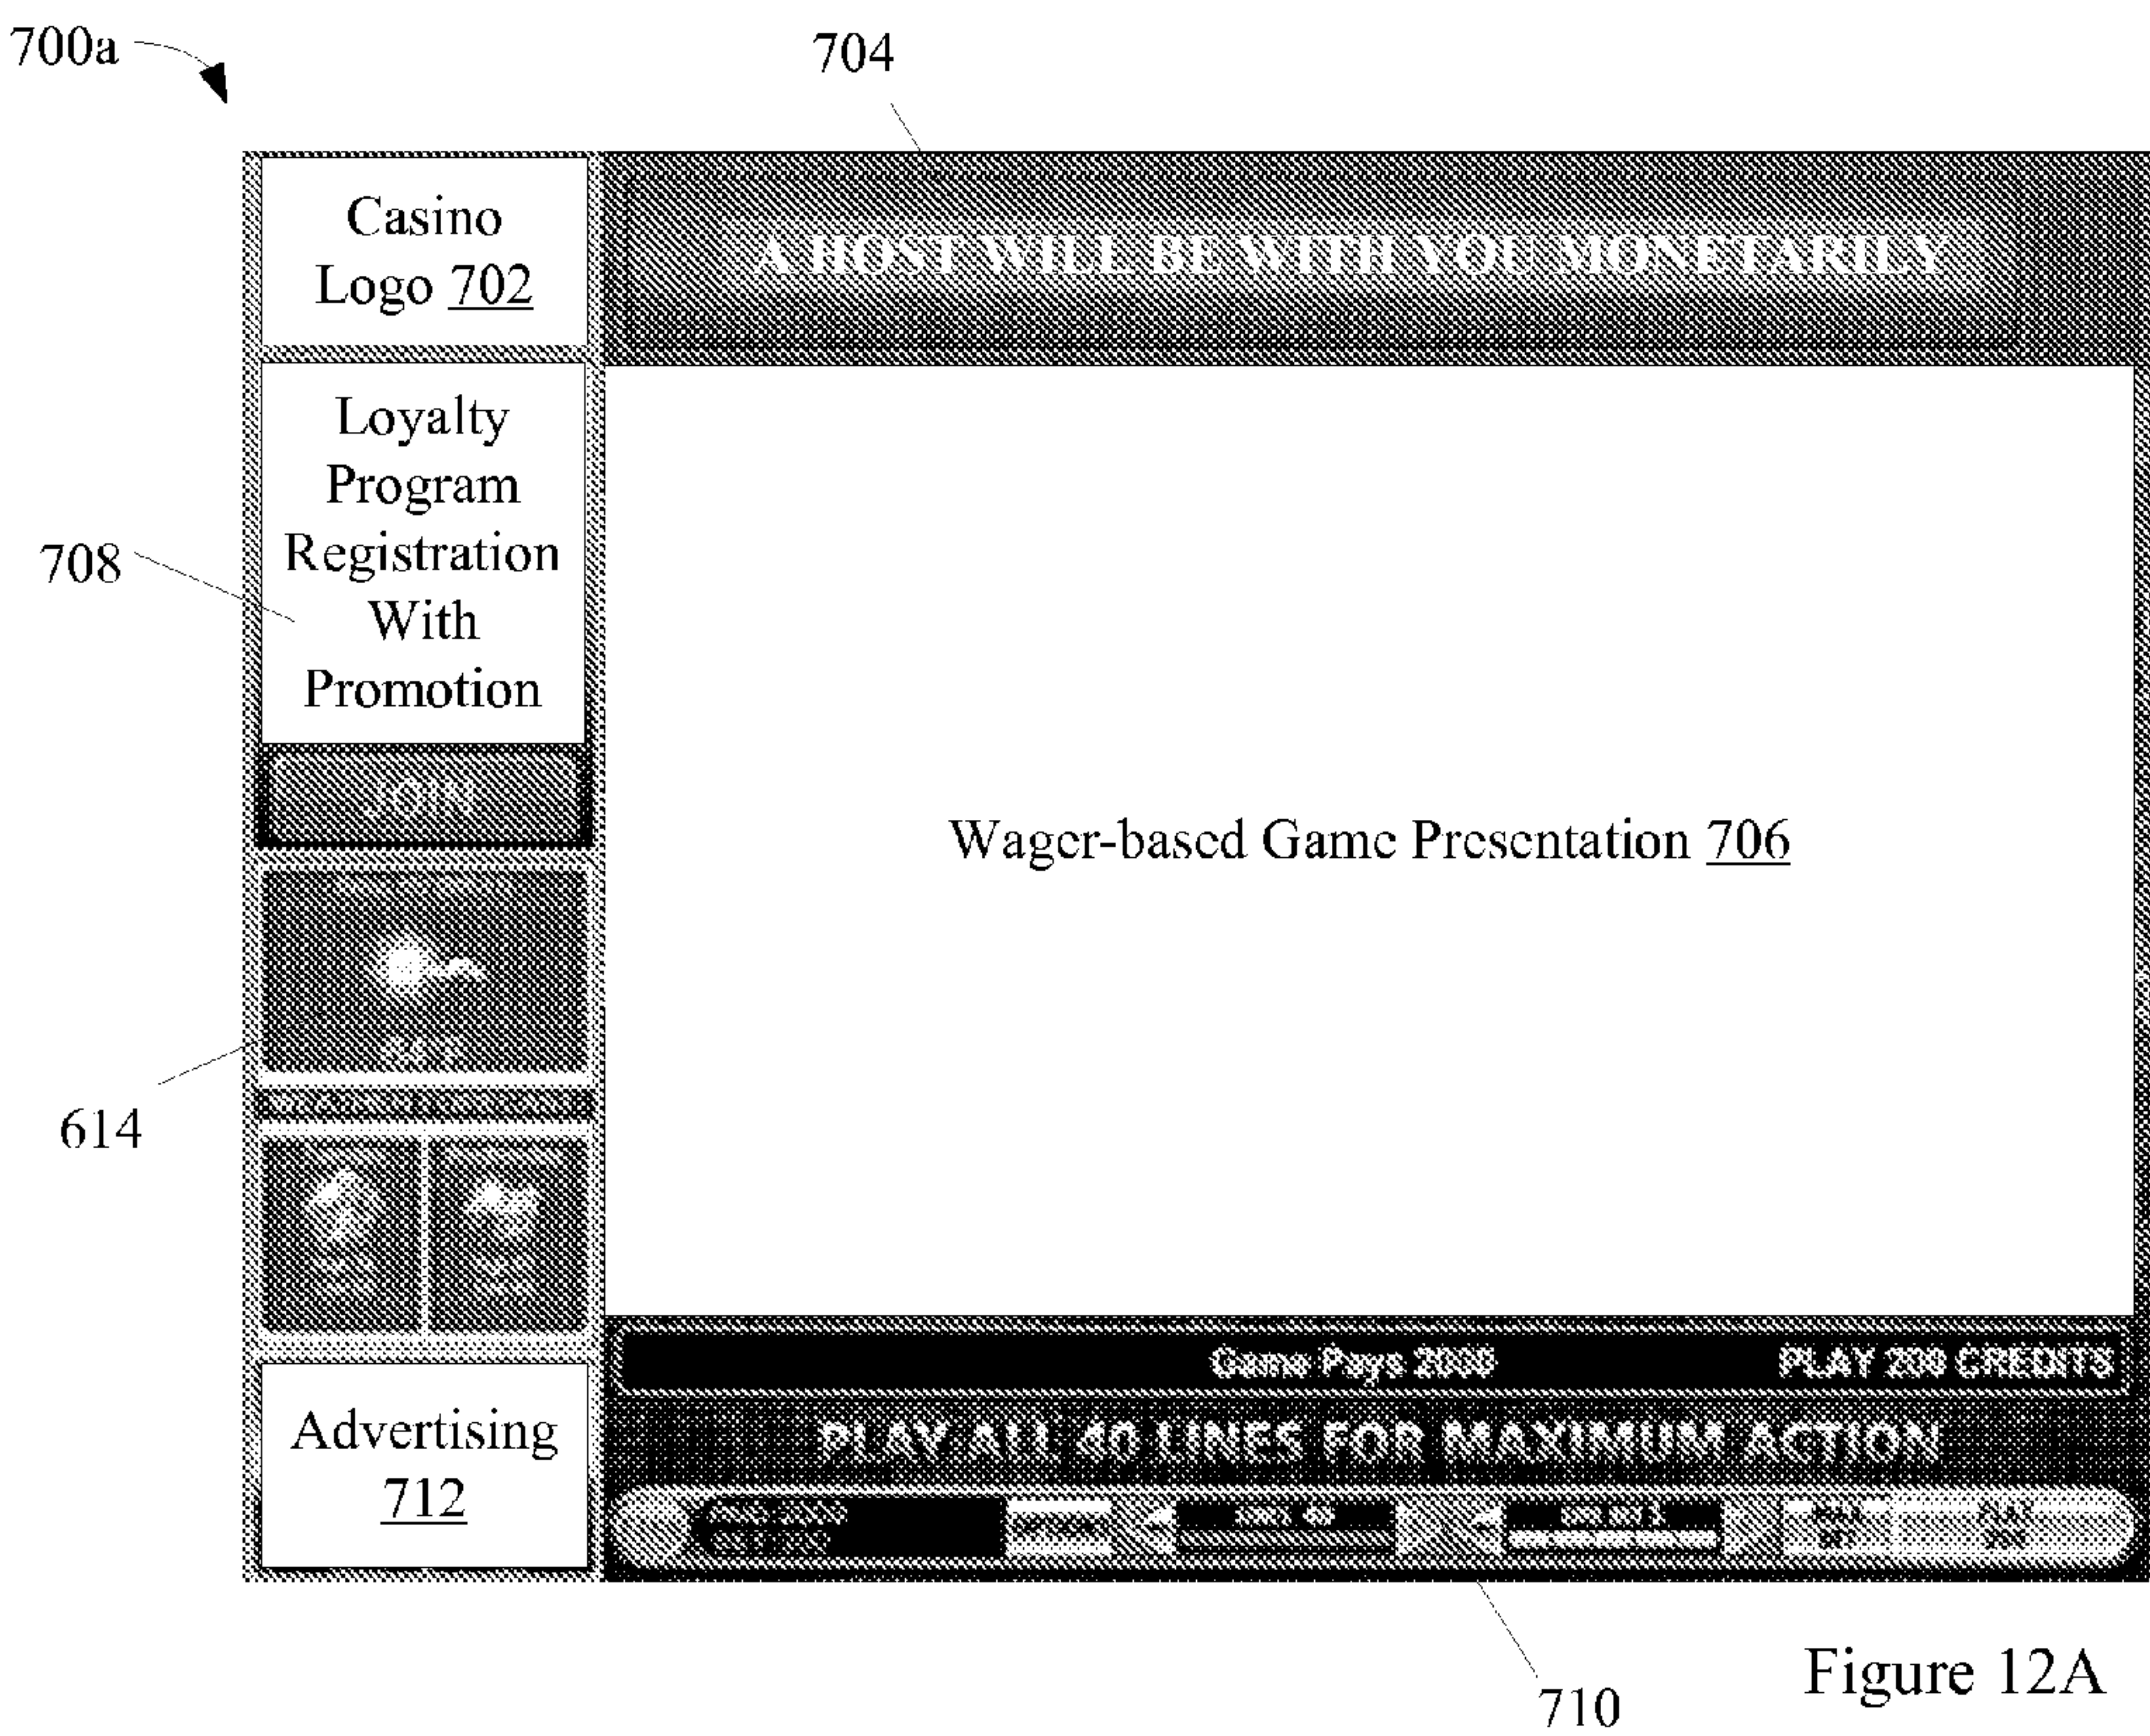 700a
704
Casino
Logo 702
A HOST WILL BE WITH YOU MONETARILY
Loyalty
Program
Registration
With
Promotion
708
JOIN
Wager-based Game Presentation 706
614
Game Pays
PLAY 200 CREDITS
PLAY ALL 40 LINES FOR MAXIMUM ACTION
Advertising
712
710
Figure 12A